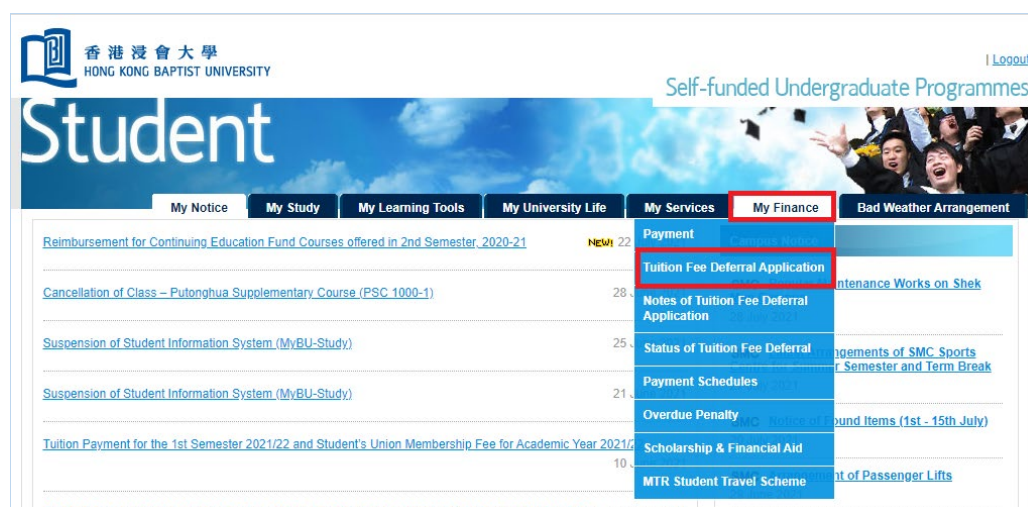 香港浸會大學
HONG KONG BAPTIST UNIVERSITY
| Logout
Self-funded Undergraduate Programmes
Student
My Notice
My Study
My Learning Tools
My University Life
My Services
My Finance
Bad Weather Arrangement
Reimbursement for Continuing Education Fund Courses offered in 2nd Semester, 2020-21
NEW! 22
Cancellation of Class – Putonghua Supplementary Course (PSC 1000-1)
28
Suspension of Student Information System (MyBU-Study)
25
Suspension of Student Information System (MyBU-Study)
21
Tuition Payment for the 1st Semester 2021/22 and Student's Union Membership Fee for Academic Year 2021/
10
Payment
Tuition Fee Deferral Application
Notes of Tuition Fee Deferral
Application
Status of Tuition Fee Deferral
Payment Schedules
Overdue Penalty
Scholarship & Financial Aid
MTR Student Travel Scheme
Campus Notice
ntenance Works on Shek
ngements of SMC Sports
r Semester and Term Break
Notice of Found Items (1st - 15th July)
nt of Passenger Lifts